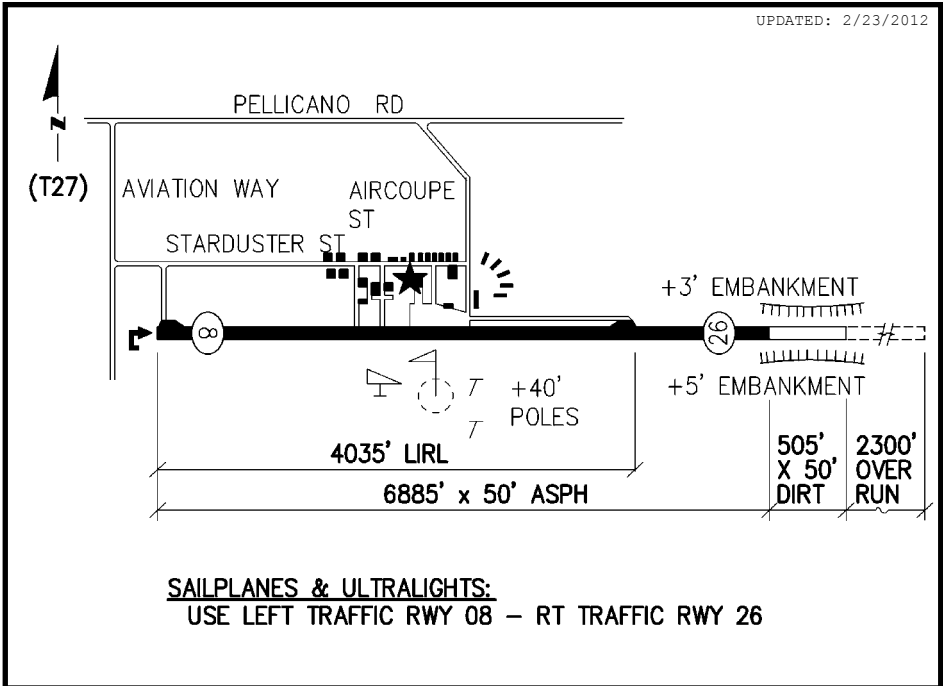 UPDATED: 2/23/2012
PELLICANO RD
N
(T27)
AVIATION WAY
AIRCOUPE
ST
STARDUSTER ST
+3' EMBANKMENT
8
26
+5' EMBANKMENT
T
T
+40'
POLES
4035' LIRL
6885' x 50' ASPH
505'
X 50'
DIRT
2300'
OVER
RUN
SAILPLANES & ULTRALIGHTS:
USE LEFT TRAFFIC RWY 08 – RT TRAFFIC RWY 26